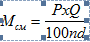 Mсм = PxQ / 100nd